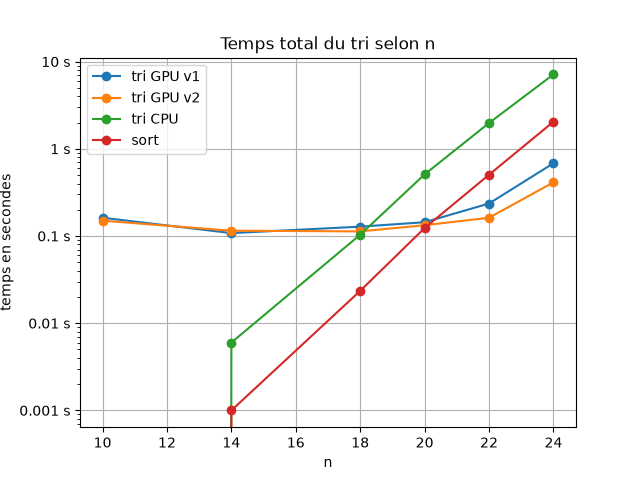 Temps total du tri selon n
10 s
1 s
0.1 s
0.01 s
0.001 s
temps en secondes
tri GPU v1
tri GPU v2
tri CPU
sort
10 12 14 16 18 20 22 24
n